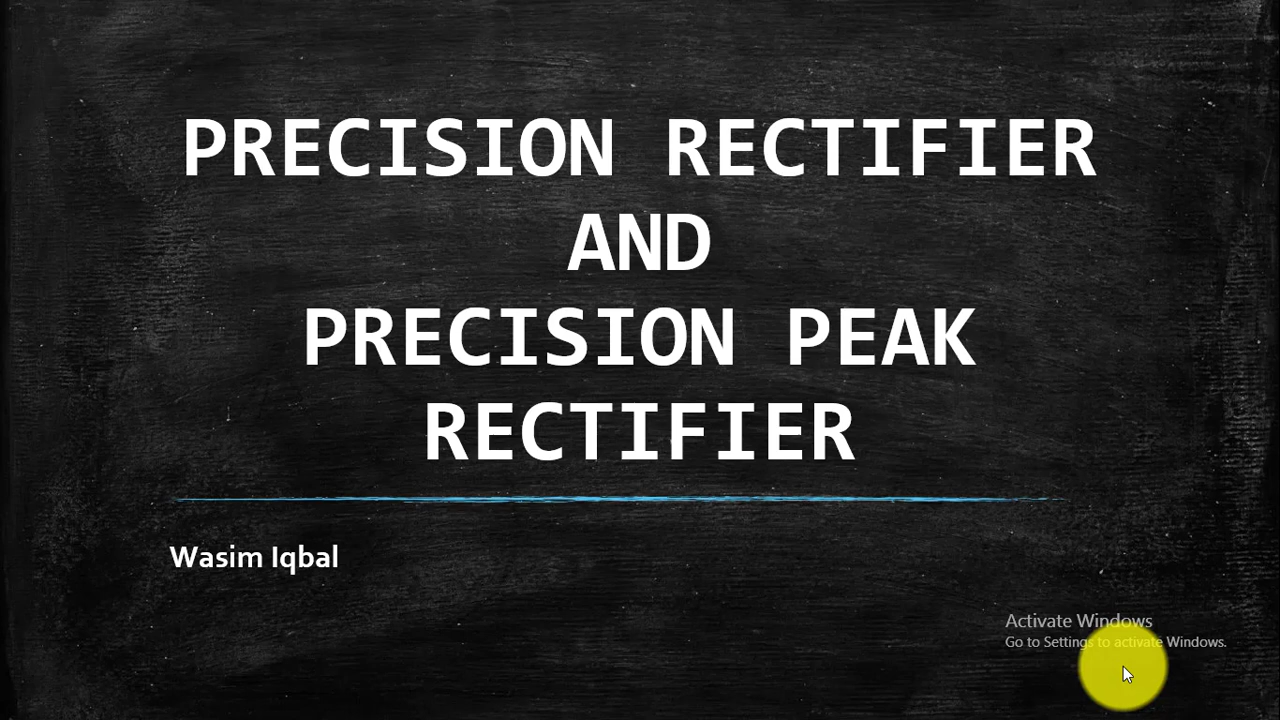 PRECISION RECTIFIER
AND
PRECISION PEAK
RECTIFIER
Wasim Iqbal
Activate Windows
Go to Settings to activate Windows.